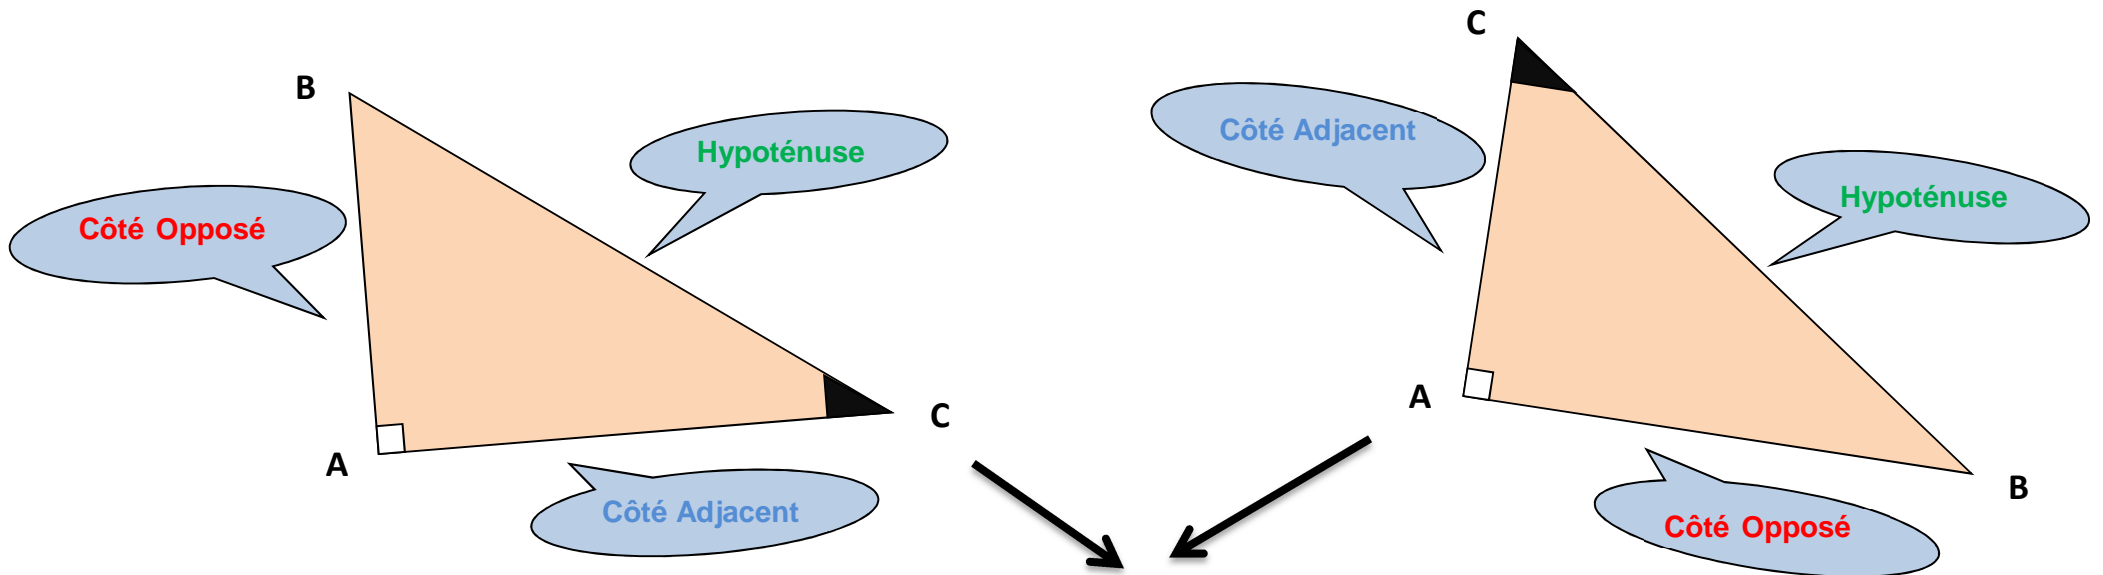 B
Hypoténuse
Côté Opposé
C
A
Côté Adjacent
C
Côté Adjacent
Hypoténuse
A
B
Côté Opposé